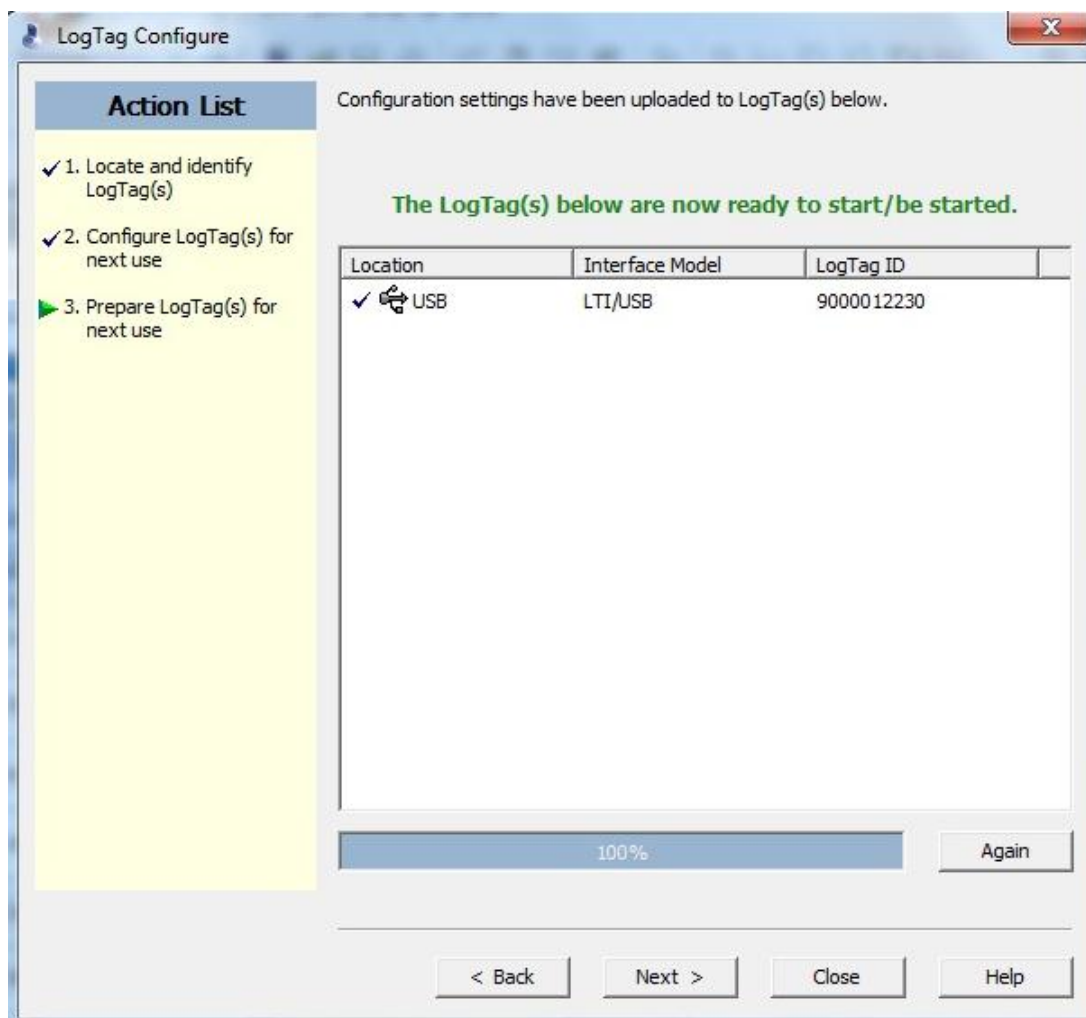 LogTag Configure
X
Action List
1. Locate and identify
LogTag(s)
2. Configure LogTag(s) for
next use
3. Prepare LogTag(s) for
next use
Configuration settings have been uploaded to LogTag(s) below.
The LogTag(s) below are now ready to start/be started.
Location Interface Model LogTag ID
USB LTI/USB 9000012230
100%
Again
< Back Next > Close Help